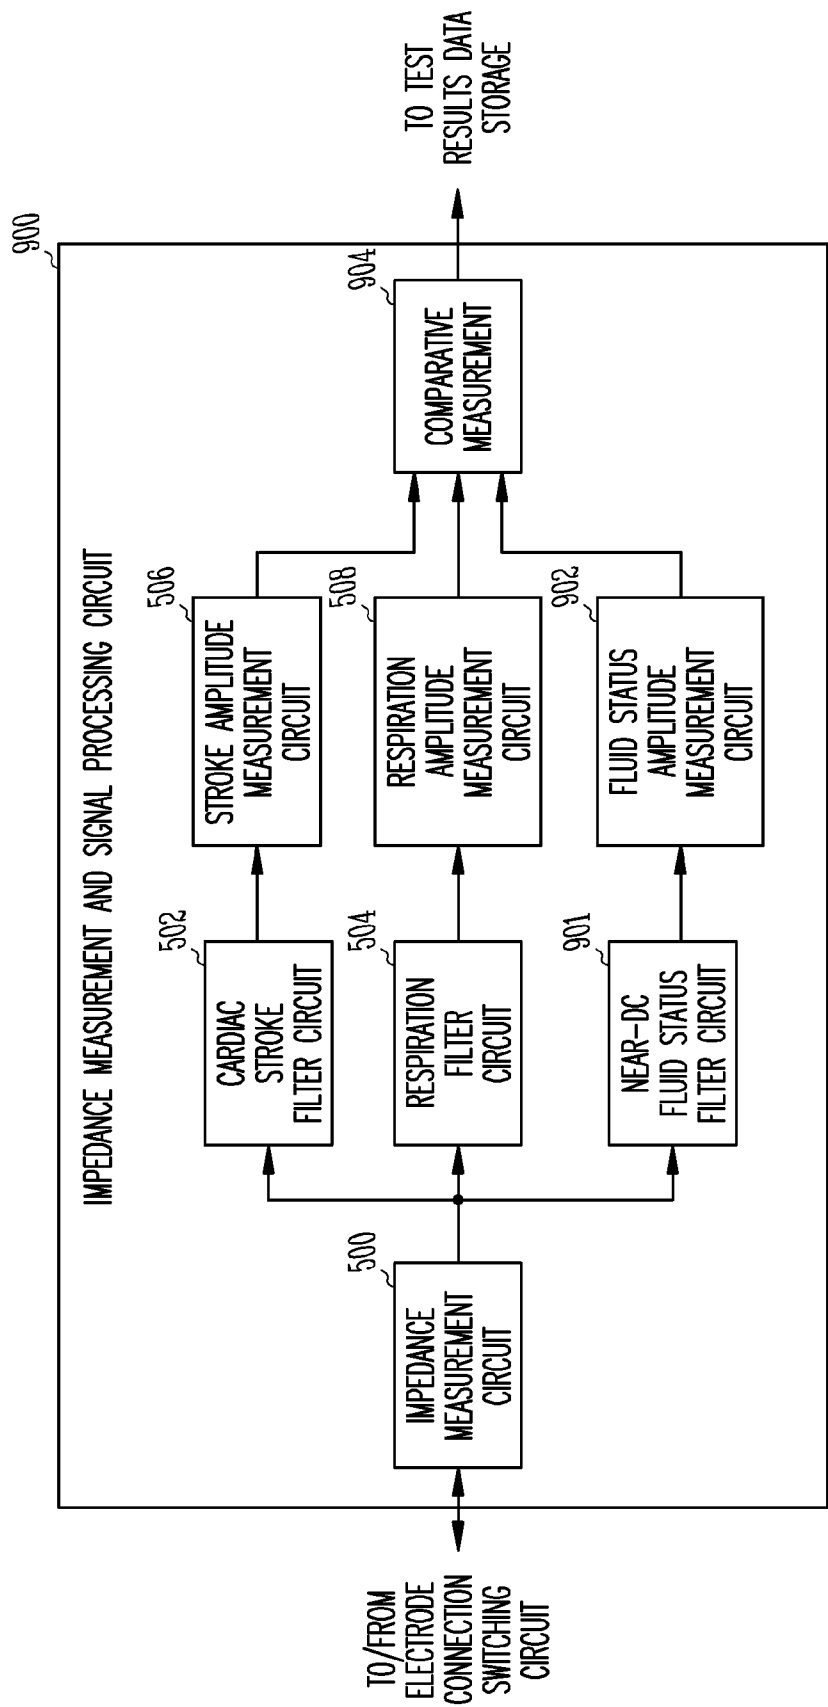 IMPEDANCE MEASUREMENT AND SIGNAL PROCESSING CIRCUIT
900
TO/FROM
ELECTRODE
CONNECTION
SWITCHING
CIRCUIT
500
IMPEDANCE
MEASUREMENT
CIRCUIT
502
CARDIAC
STROKE
FILTER CIRCUIT
506
STROKE AMPLITUDE
MEASUREMENT
CIRCUIT
504
RESPIRATION
FILTER
CIRCUIT
508
RESPIRATION
AMPLITUDE
MEASUREMENT
CIRCUIT
901
NEAR-DC
FLUID STATUS
FILTER CIRCUIT
902
FLUID STATUS
AMPLITUDE
MEASUREMENT
CIRCUIT
904
COMPARATIVE
MEASUREMENT
TO TEST
RESULTS DATA
STORAGE